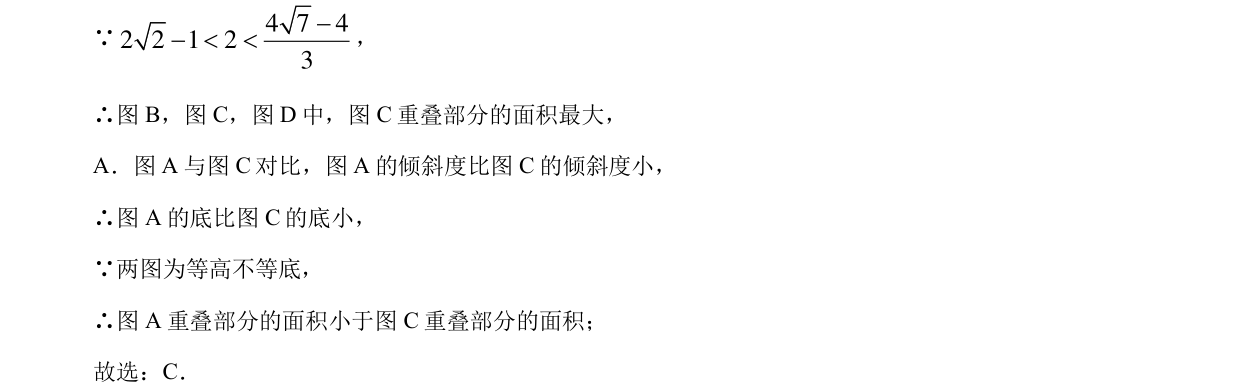 ∵ 2√2 −1 < 2 < (4√7 − 4)/3，
∴图 B，图 C，图 D 中，图 C 重叠部分的面积最大，
A．图 A 与图 C 对比，图 A 的倾斜度比图 C 的倾斜度小，
∴图 A 的底比图 C 的底小，
∵两图为等高不等底，
∴图 A 重叠部分的面积小于图 C 重叠部分的面积；
故选：C．